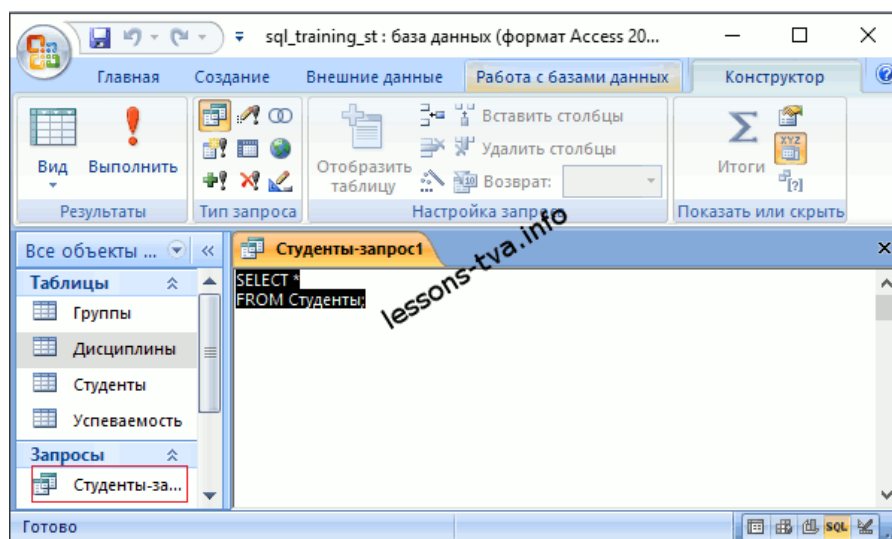 sql_training_st : база данных (формат Access 20...
Главная Создание Внешние данные Работа с базами данных Конструктор
Вставить столбцы
XYZ
Удалить столбцы
Вид Выполнить Отобразить таблицу Итоги
Возврат:
[?]
Результаты Тип запроса Настройка запроса Показать или скрыть
Все объекты ... Студенты-запрос1
Таблицы
SELECT *
FROM Студенты;
lessons-tva.info
Группы
Дисциплины
Студенты
Успеваемость
Запросы
Студенты-за...
Готово SQL